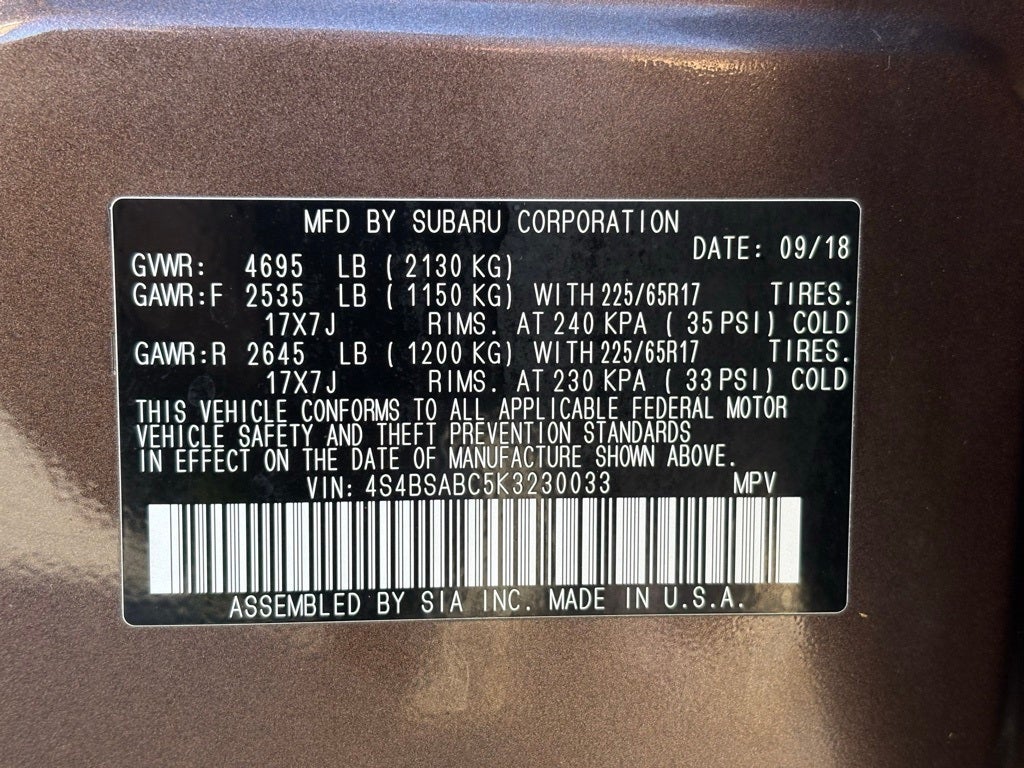 MFD BY SUBARU CORPORATION
DATE: 09/18
GVWR: 4695 LB ( 2130 KG)
GAWR:F 2535 LB ( 1150 KG) WITH 225/65R17 TIRES.
17X7J RIMS. AT 240 KPA ( 35 PSI) COLD
GAWR:R 2645 LB ( 1200 KG) WITH 225/65R17 TIRES.
17X7J RIMS. AT 230 KPA ( 33 PSI) COLD
THIS VEHICLE CONFORMS TO ALL APPLICABLE FEDERAL MOTOR
VEHICLE SAFETY AND THEFT PREVENTION STANDARDS
IN EFFECT ON THE DATE OF MANUFACTURE SHOWN ABOVE.
VIN: 4S4BSABC5K3230033 MPV
ASSEMBLED BY SIA INC. MADE IN U.S.A.